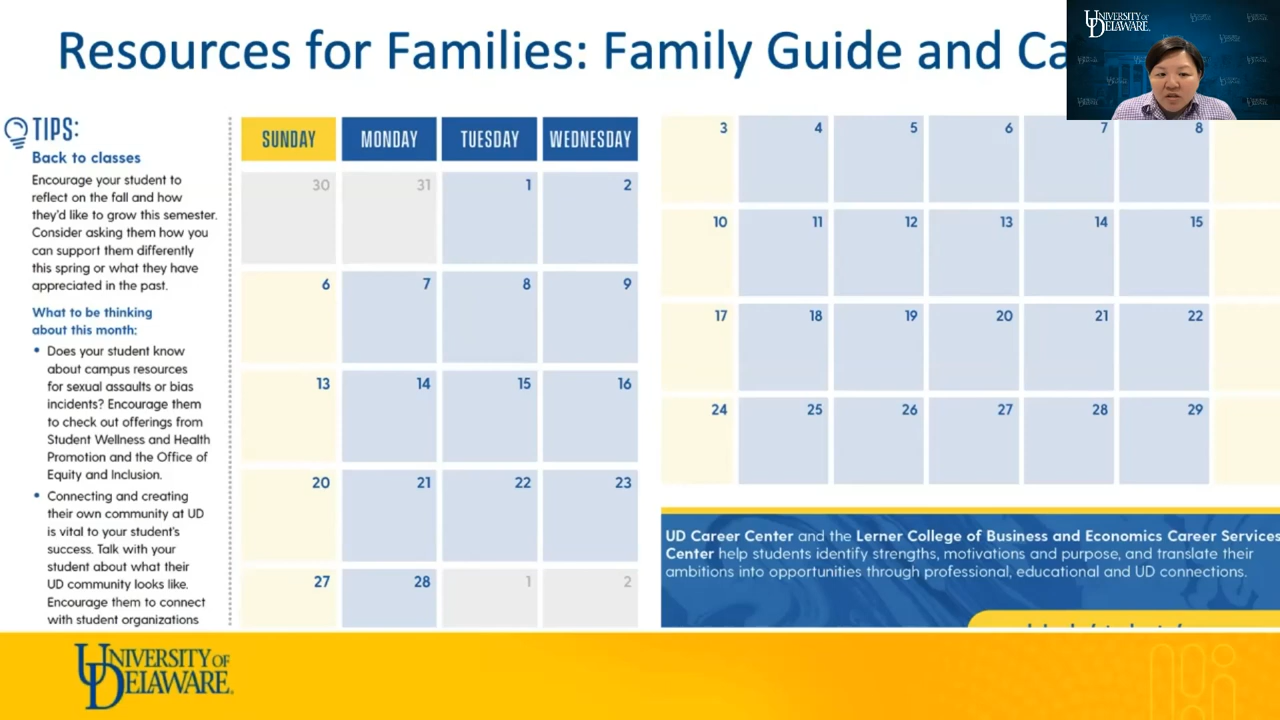 Resources for Families: Family Guide and Ca
UNIVERSITY OF
DELAWARE.
TIPS:
Back to classes
Encourage your student to
reflect on the fall and how
they'd like to grow this semester.
Consider asking them how you
can support them differently
this spring or what they have
appreciated in the past.
What to be thinking
about this month:
• Does your student know
about campus resources
for sexual assaults or bias
incidents? Encourage them
to check out offerings from
Student Wellness and Health
Promotion and the Office of
Equity and Inclusion.
• Connecting and creating
their own community at UD
is vital to your student's
success. Talk with your
student about what their
UD community looks like.
Encourage them to connect
with student organizations
SUNDAY MONDAY TUESDAY WEDNESDAY
30 31 1 2
6 7 8 9
13 14 15 16
20 21 22 23
27 28 1 2
3 4 5 6 7 8
10 11 12 13 14 15
17 18 19 20 21 22
24 25 26 27 28 29
UD Career Center and the Lerner College of Business and Economics Career Services
Center help students identify strengths, motivations and purpose, and translate their
ambitions into opportunities through professional, educational and UD connections.
UNIVERSITY OF
DELAWARE.